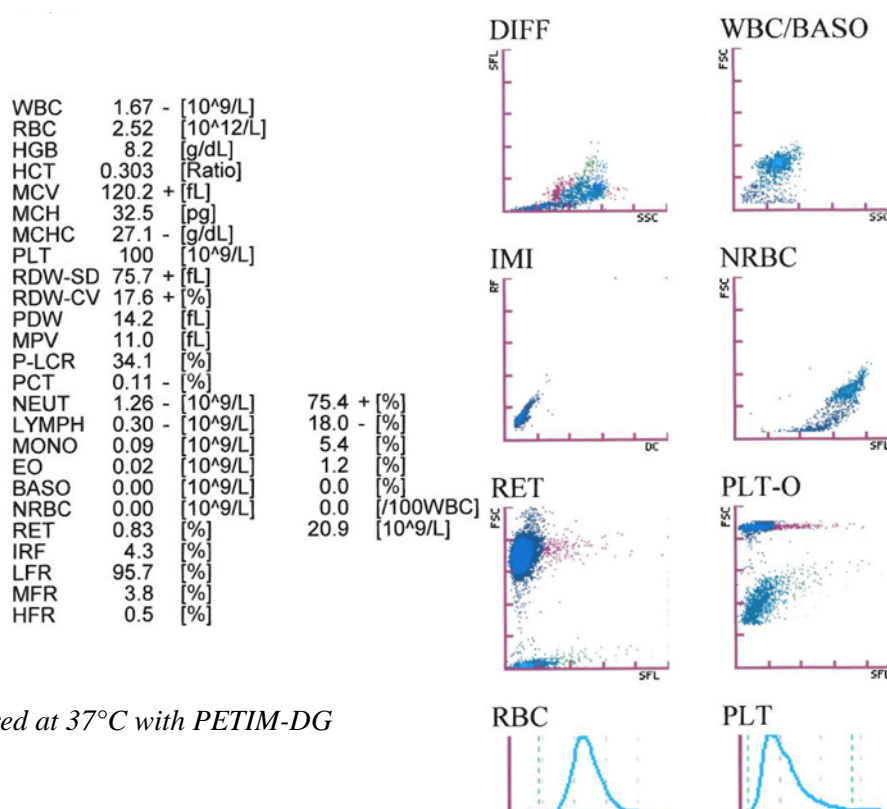 WBC 1.67 - [10^9/L]
RBC 2.52 [10^12/L]
HGB 8.2 [g/dL]
HCT 0.303 [Ratio]
MCV 120.2 + [fL]
MCH 32.5 [pg]
MCHC 27.1 - [g/dL]
PLT 100 [10^9/L]
RDW-SD 75.7 + [fL]
RDW-CV 17.6 + [%]
PDW 14.2 [fL]
MPV 11.0 [fL]
P-LCR 34.1 [%]
PCT 0.11 - [%]
NEUT 1.26 - [10^9/L] 75.4 + [%]
LYMPH 0.30 - [10^9/L] 18.0 - [%]
MONO 0.09 [10^9/L] 5.4 [%]
EO 0.02 [10^9/L] 1.2 [%]
BASO 0.00 [10^9/L] 0.0 [%]
NRBC 0.00 [10^9/L] 0.0 [/100WBC]
RET 0.83 [%] 20.9 [10^9/L]
IRF 4.3 [%]
LFR 95.7 [%]
MFR 3.8 [%]
HFR 0.5 [%]
red at 37°C with PETIM-DG
DIFF
SFL
SSC
WBC/BASO
FSC
SSC
IMI
RF
DC
NRBC
FSC
SFL
RET
FSC
SFL
PLT-O
FSC
SFL
RBC
PLT